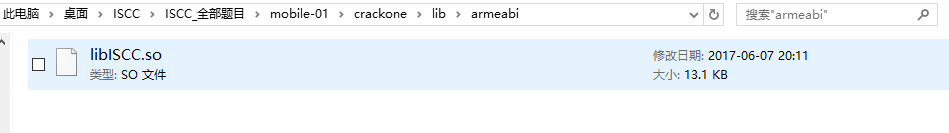 此电脑 > 桌面 > ISCC > ISCC_全部题目 > mobile-01 > crackone > lib > armeabi
搜索"armeabi"
libISCC.so
修改日期: 2017-06-07 20:11
类型: SO 文件
大小: 13.1 KB